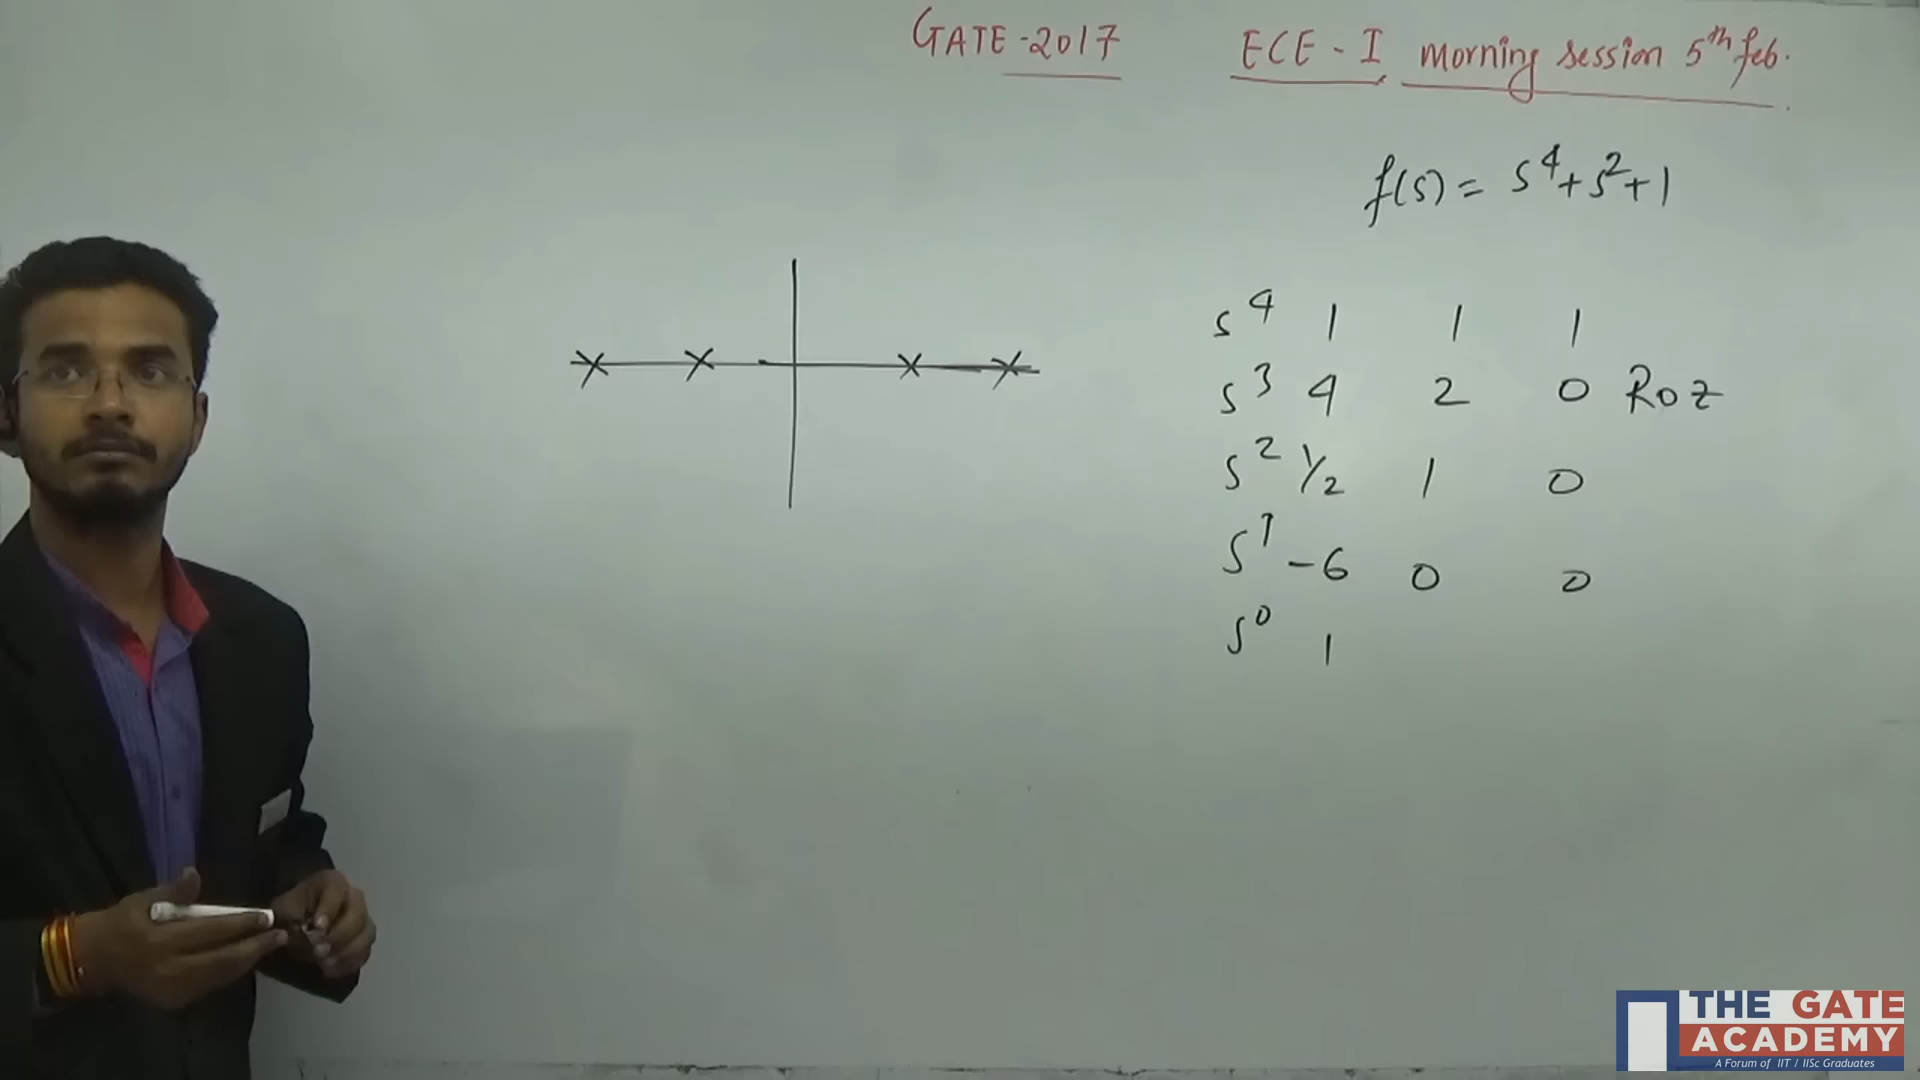 GATE-2017 ECE-I morning session 5th feb.
f(s) = s⁴+s²+1
s⁴ 1 1 1
s³ 4 2 0 ROZ
s² 1/2 1 0
s¹ -6 0 0
s⁰ 1
THE GATE
ACADEMY
A Forum of IIT / IISc Graduates